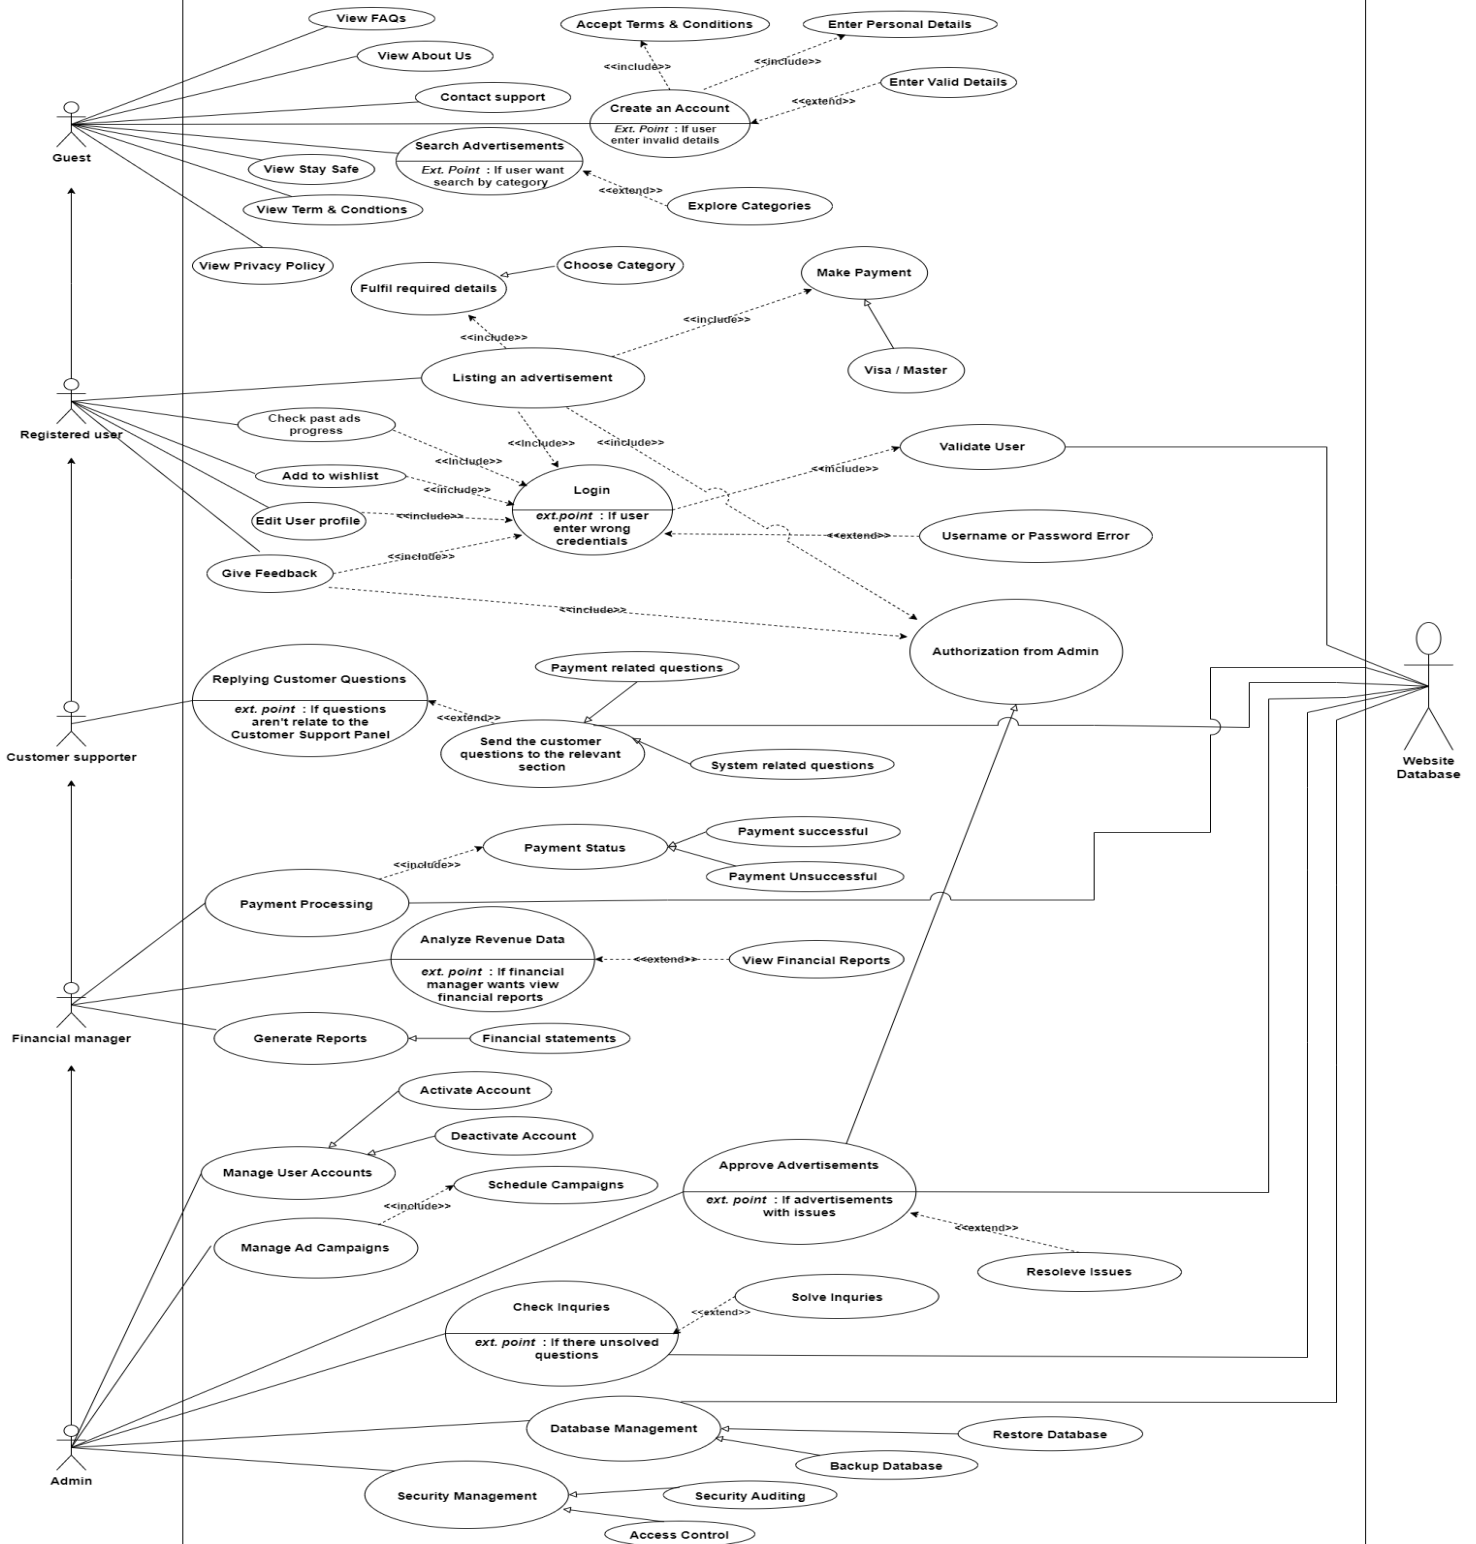 View FAQs
Accept Terms & Conditions
Enter Personal Details
View About Us
<<include>>
<<include>>
Enter Valid Details
Contact support
<<extend>>
Create an Account
Ext. Point : If user
enter invalid details
Guest
Search Advertisements
Ext. Point : If user want
search by category
View Stay Safe
<<extend>>
Explore Categories
View Term & Condtions
View Privacy Policy
Choose Category
Make Payment
Fulfil required details
<<include>>
<<include>>
Visa / Master
Listing an advertisement
Check past ads
progress
Registered user
<<include>>
<<include>>
Validate User
<<include>>
<<include>>
Add to wishlist
<<include>>
Login
ext.point : If user
enter wrong
credentials
Edit User profile
<<include>>
<<extend>>
Username or Password Error
<<include>>
Give Feedback
<<include>>
Authorization from Admin
Payment related questions
Replying Customer Questions
ext. point : If questions
aren't relate to the
Customer Support Panel
<<extend>>
Send the customer
questions to the relevant
section
System related questions
Customer supporter
Website
Database
Payment successful
Payment Status
<<include>>
Payment Unsuccessful
Payment Processing
Analyze Revenue Data
ext. point : If financial
manager wants view
financial reports
<<extend>>
View Financial Reports
Financial manager
Generate Reports
Financial statements
Activate Account
Deactivate Account
Manage User Accounts
Approve Advertisements
ext. point : If advertisements
with issues
Schedule Campaigns
<<include>>
<<extend>>
Manage Ad Campaigns
Resoleve Issues
Solve Inquries
Check Inquries
<<extend>>
ext. point : If there unsolved
questions
Database Management
Restore Database
Backup Database
Admin
Security Management
Security Auditing
Access Control